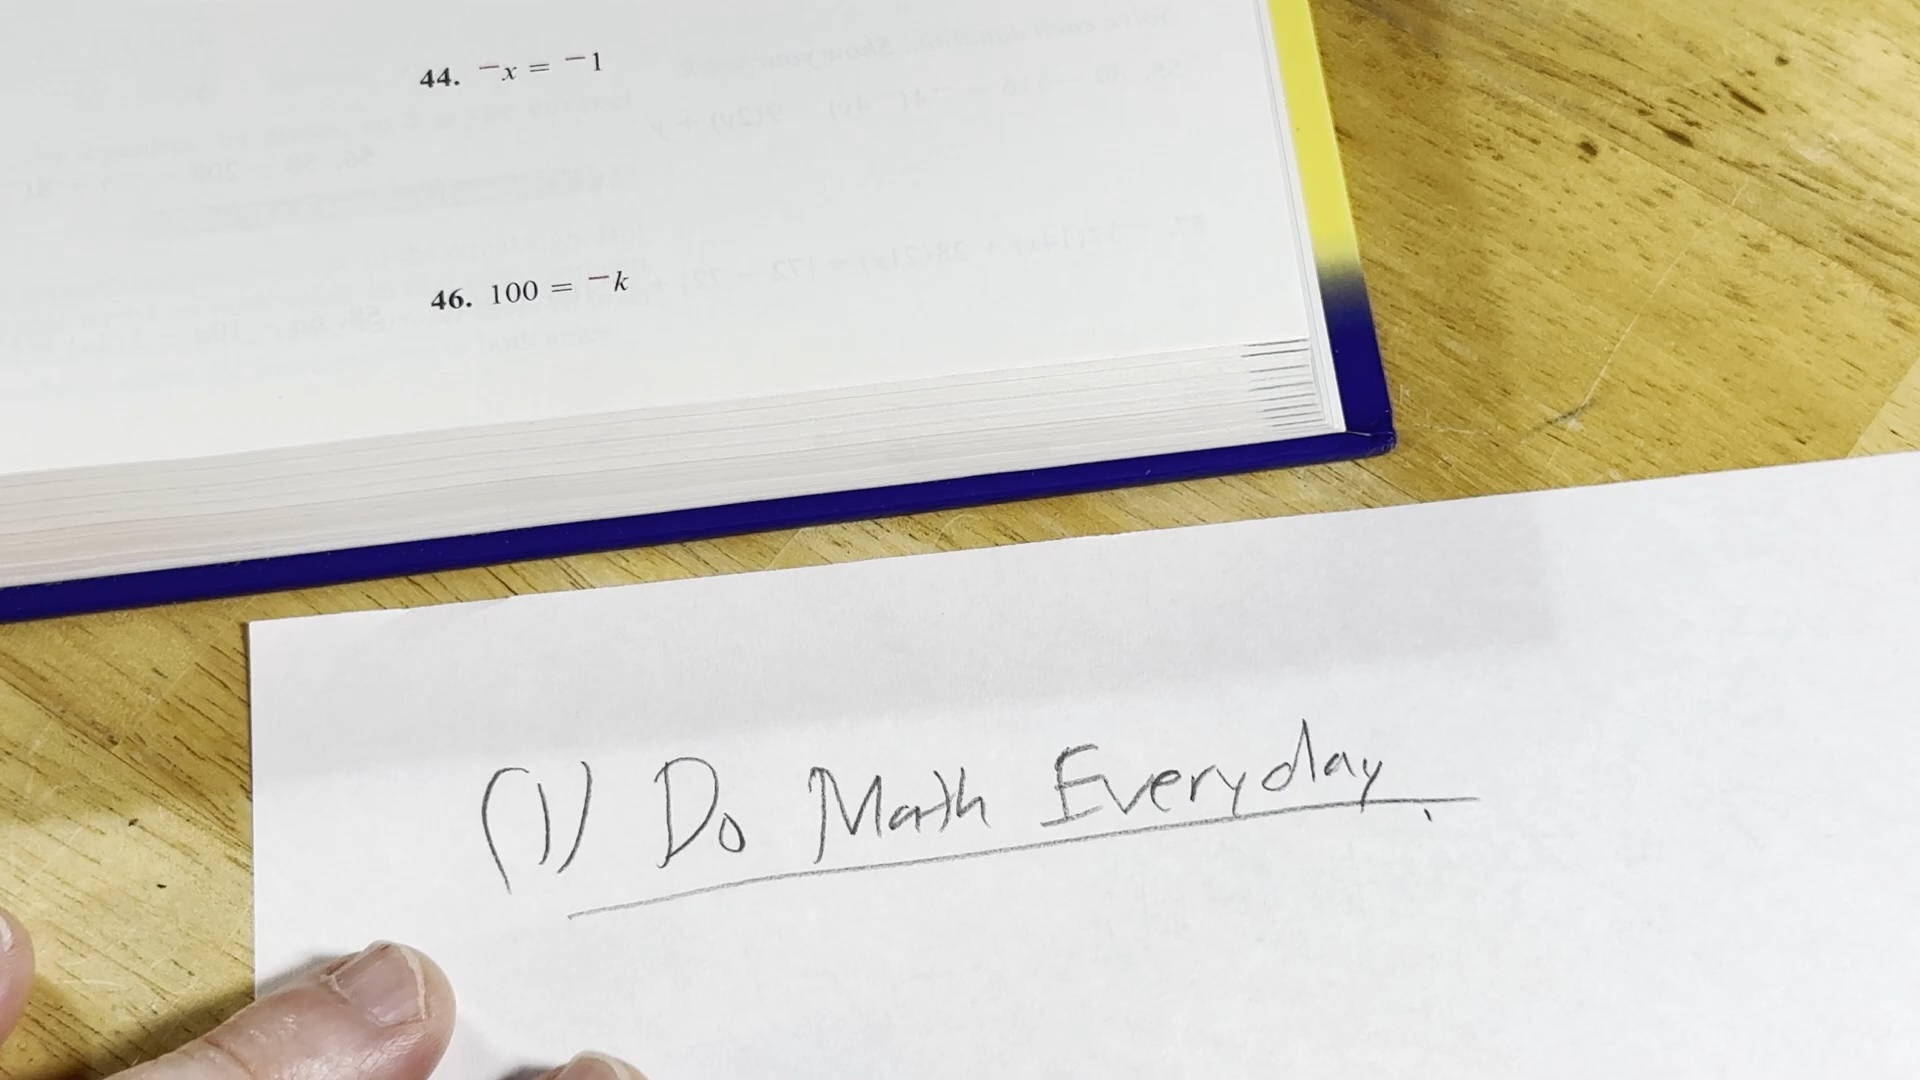 44. ⁻x = ⁻1
46. 100 = ⁻k
(1) Do Math Everyday.